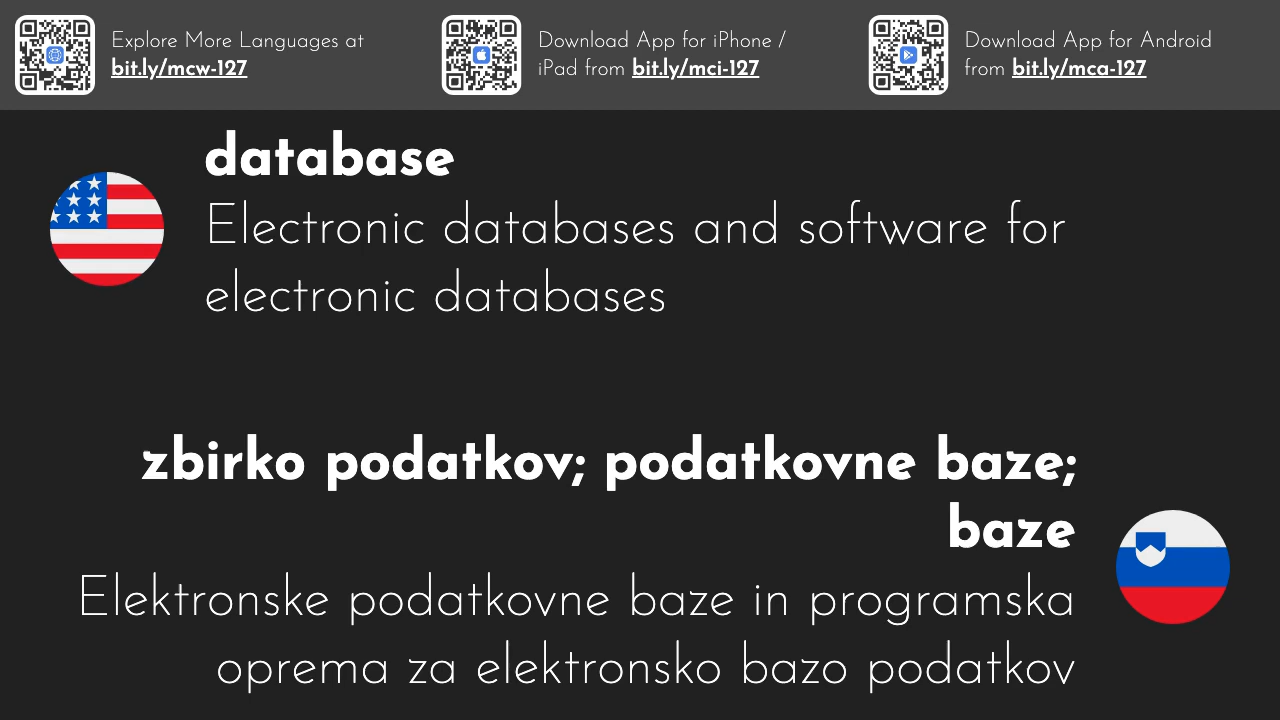 Explore More Languages at
bit.ly/mcw-127
Download App for iPhone /
iPad from bit.ly/mci-127
Download App for Android
from bit.ly/mca-127
database
Electronic databases and software for
electronic databases
zbirko podatkov; podatkovne baze;
baze
Elektronske podatkovne baze in programska
oprema za elektronsko bazo podatkov